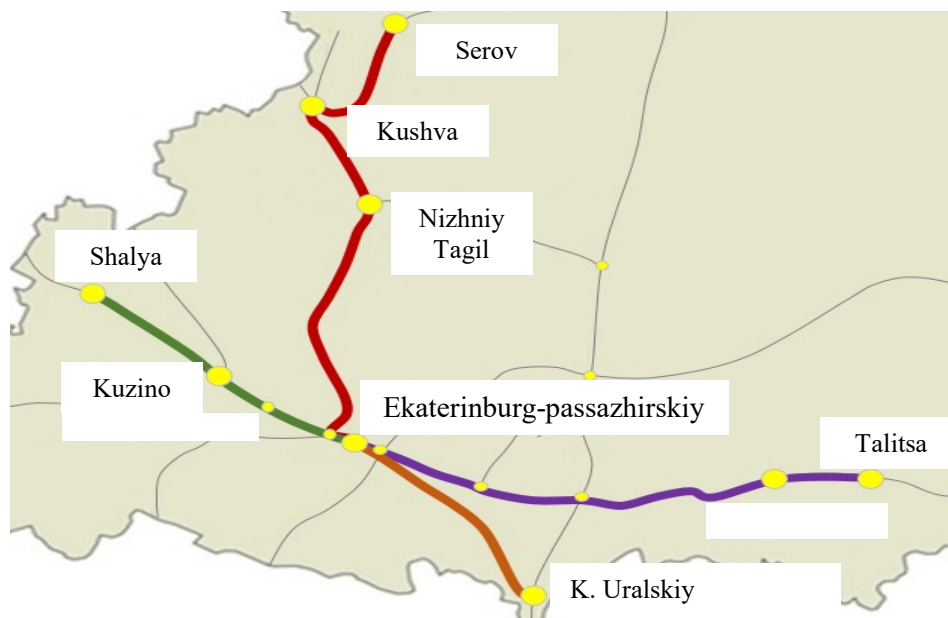 Serov
Kushva
Nizhniy
Tagil
Shalya
Kuzino
Ekaterinburg-passazhirskiy
Talitsa
K. Uralskiy